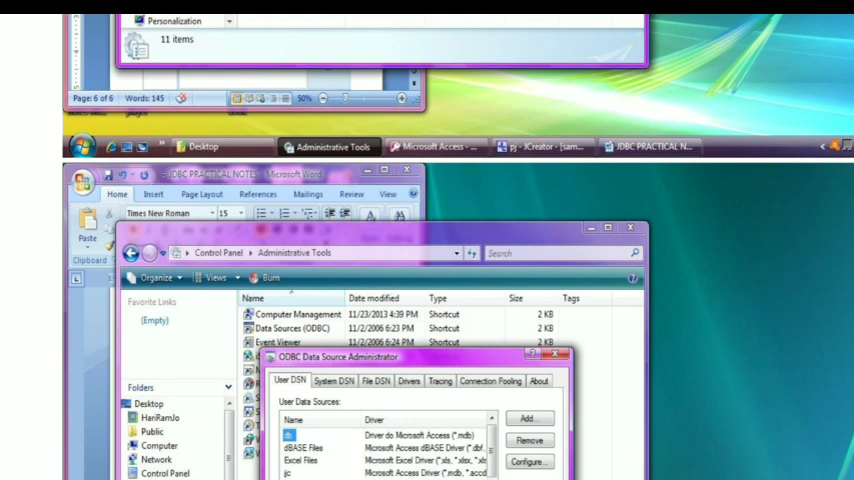 Personalization
11 items
Page: 6 of 6 Words: 145 50%
Desktop Administrative Tools Microsoft Access - ... pj - JCreator - [sam... JDBC PRACTICAL N...
JDBC PRACTICAL NOTES - Microsoft Word
Home Insert Page Layout References Mailings Review View
Times New Roman 15
Paste
Clipboard
Control Panel Administrative Tools Search
Organize Views Burn
Favorite Links Name Date modified Type Size Tags
(Empty)
Computer Management 11/23/2013 4:39 PM Shortcut 2 KB
Data Sources (ODBC) 11/2/2006 6:23 PM Shortcut 2 KB
Event Viewer 11/2/2006 6:24 PM Shortcut 2 KB
ODBC Data Source Administrator
User DSN System DSN File DSN Drivers Tracing Connection Pooling About
User Data Sources:
Name Driver Add...
db Driver do Microsoft Access (*.mdb)
dBASE Files Microsoft Access dBASE Driver (*.dbf, Remove
Excel Files Microsoft Excel Driver (*.xls, *.xlsx, *.xls Configure...
jc Microsoft Access Driver (*.mdb, *.accd
Folders
Desktop
HariRamJo
Public
Computer
Network
Control Panel